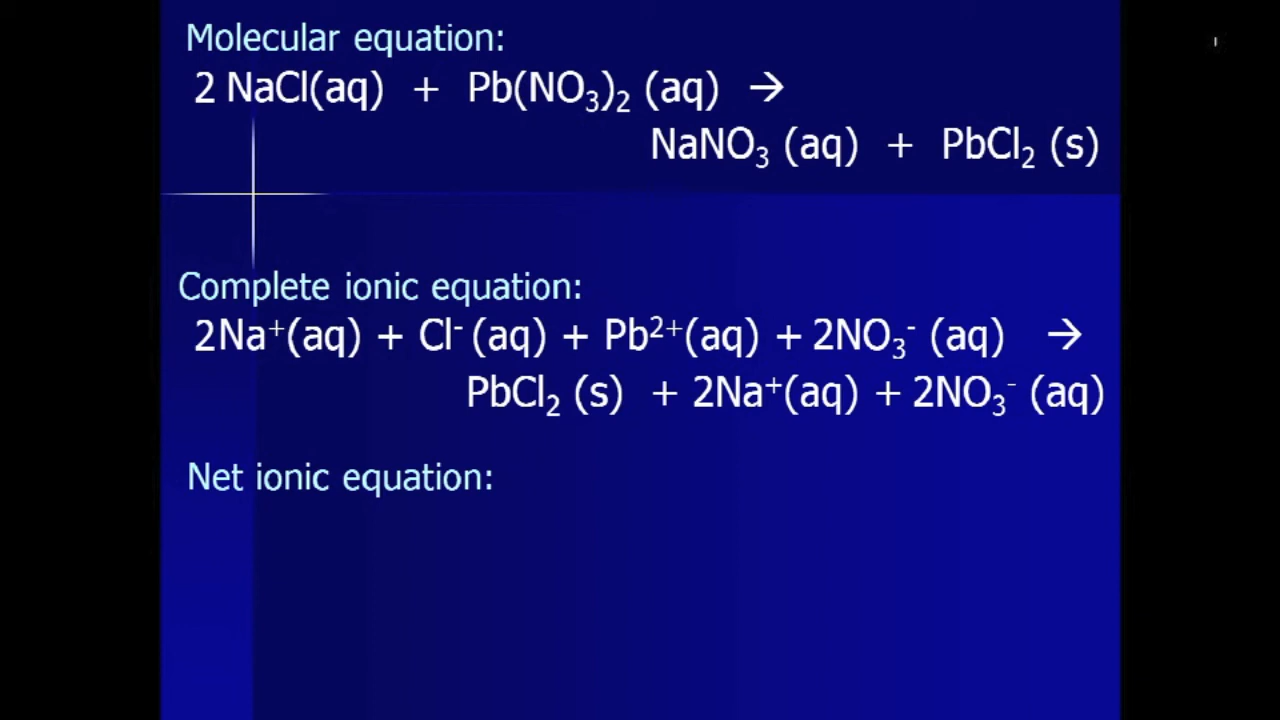 Molecular equation:
2 NaCl(aq) + Pb(NO₃)₂ (aq) →
NaNO₃ (aq) + PbCl₂ (s)
Complete ionic equation:
2Na⁺(aq) + Cl⁻ (aq) + Pb²⁺(aq) + 2NO₃⁻ (aq) →
PbCl₂ (s) + 2Na⁺(aq) + 2NO₃⁻ (aq)
Net ionic equation: